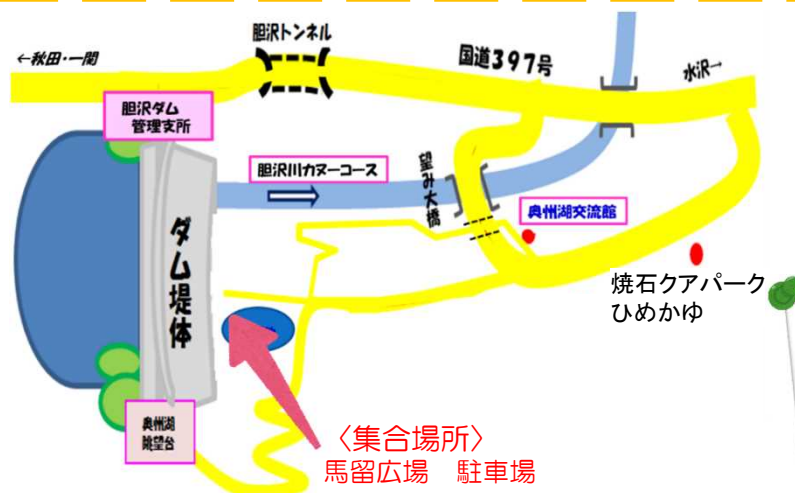 胆沢トンネル
←秋田・一関
国道397号
水沢→
胆沢ダム
管理支所
胆沢川カヌーコース
望み大橋
奥州湖交流館
ダム堤体
焼石クアパーク
ひめかゆ
奥州湖
眺望台
〈集合場所〉
馬留広場　駐車場